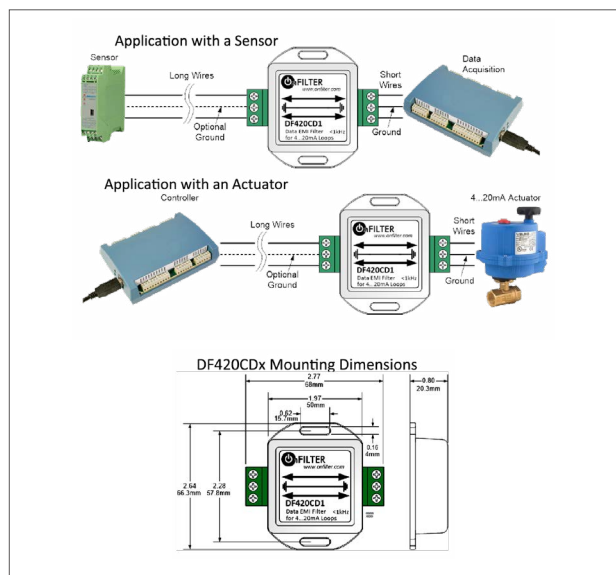 Application with a Sensor
Sensor
Long Wires
Optional
Ground
FILTER
www.onfilter.com
DF420CD1
Data EMI Filter <1kHz
for 4...20mA Loops
Short
Wires
Ground
Data
Acquisition
Application with an Actuator
Controller
Long Wires
Optional
Ground
FILTER
www.onfilter.com
DF420CD1
Data EMI Filter <1kHz
for 4...20mA Loops
4...20mA Actuator
Short
Wires
Ground
DF420CDx Mounting Dimensions
2.77
68mm
1.97
50mm
0.62
15.7mm
0.16
4mm
0.80
20.3mm
2.64
66.3mm
2.28
57.8mm
FILTER
www.onfilter.com
DF420CD1
Data EMI Filter <1kHz
for 4...20mA Loops